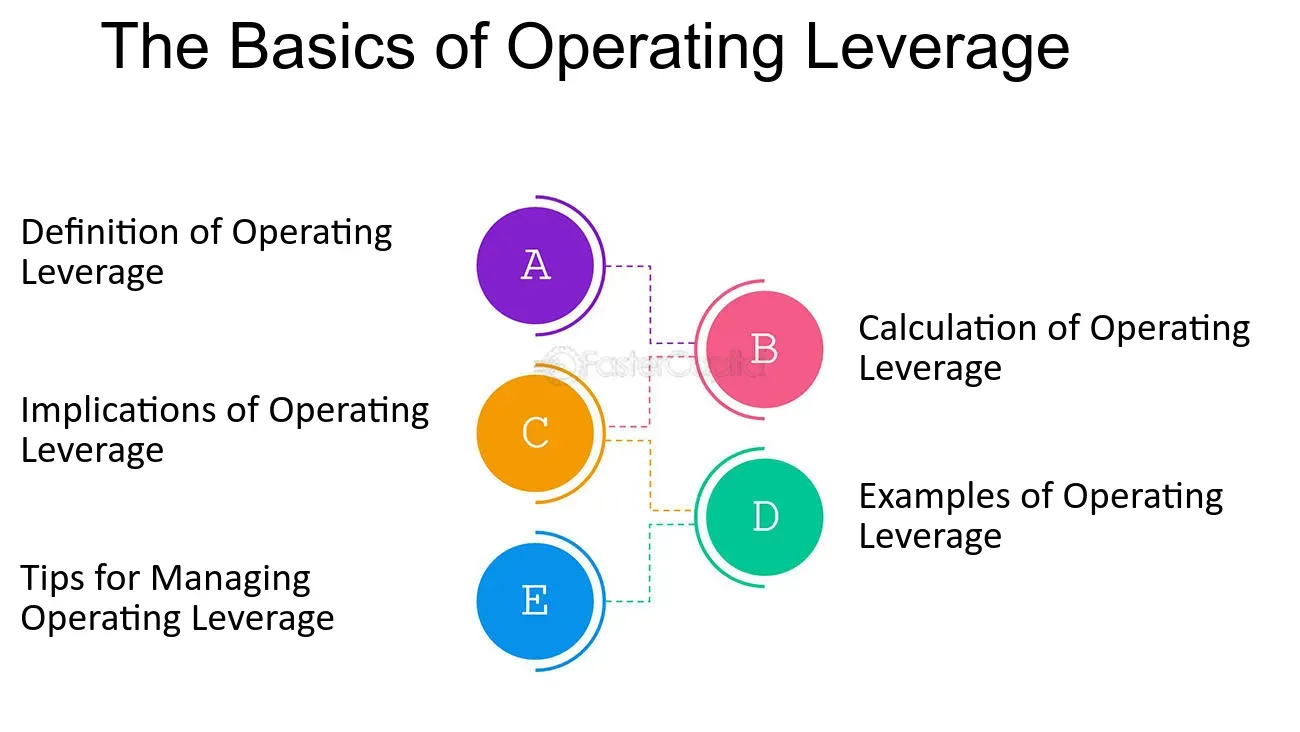 The Basics of Operating Leverage
Definition of Operating
Leverage
A
B
Calculation of Operating
Leverage
FasterCapital
Implications of Operating
Leverage
C
D
Examples of Operating
Leverage
Tips for Managing
Operating Leverage
E